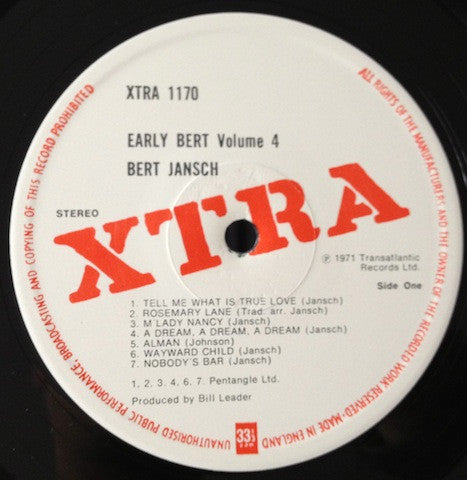 XTRA 1170
EARLY BERT Volume 4
BERT JANSCH
STEREO
XTRA
℗ 1971 Transatlantic
Records Ltd.
Side One
1. TELL ME WHAT IS TRUE LOVE (Jansch)
2. ROSEMARY LANE (Trad: arr. Jansch)
3. M'LADY NANCY (Jansch)
4. A DREAM, A DREAM, A DREAM (Jansch)
5. ALMAN (Johnson)
6. WAYWARD CHILD (Jansch)
7. NOBODY'S BAR (Jansch)
1. 2. 3. 4. 6. 7. Pentangle Ltd.
Produced by Bill Leader
ALL RIGHTS OF THE MANUFACTURERS AND THE OWNER OF THE RECORDED WORK RESERVED-MADE IN ENGLAND
UNAUTHORISED PUBLIC PERFORMANCE, BROADCASTING AND COPYING OF THIS RECORD PROHIBITED
33⅓